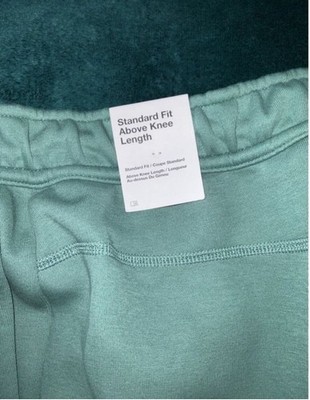 Standard Fit
Above Knee
Length
Standard Fit / Coupe Standard
Above Knee Length / Longueur
Au-dessus Du Genou